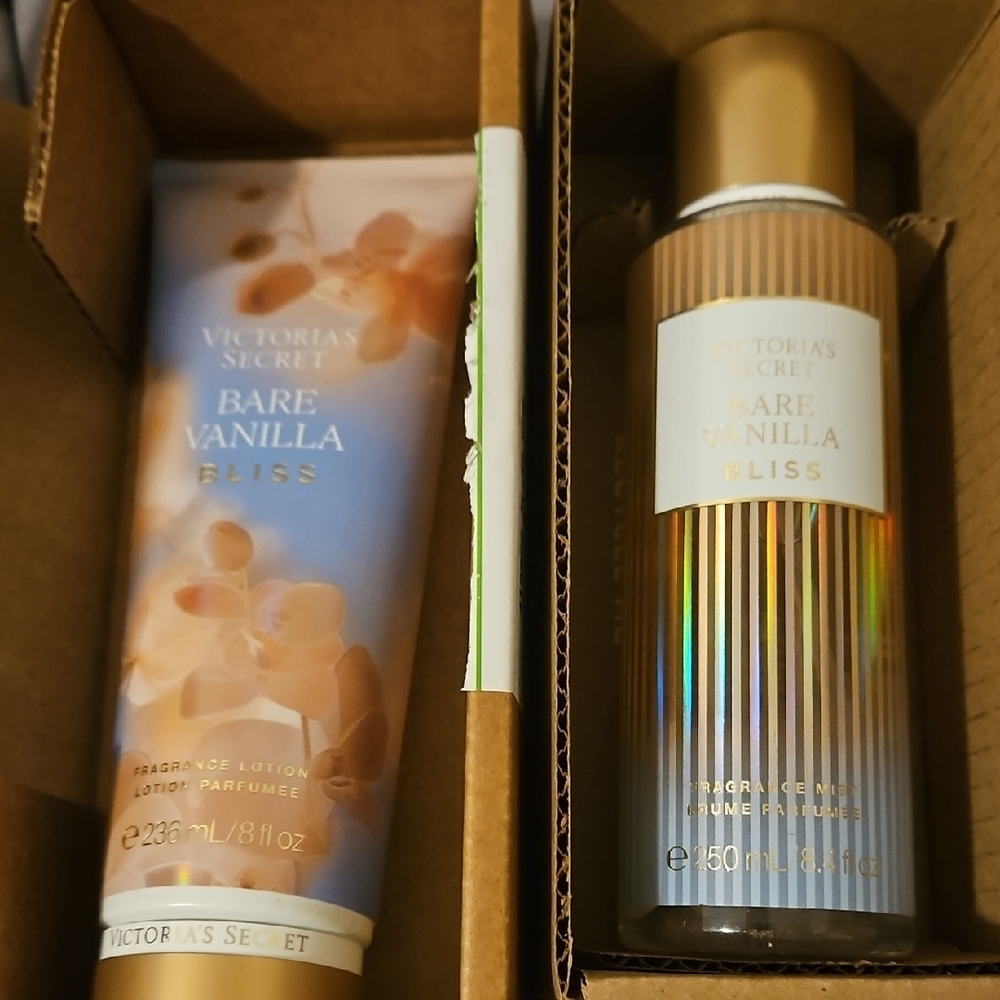 VICTORIA'S
SECRET
BARE
VANILLA
BLISS
FRAGRANCE LOTION
LOTION PARFUMÉE
e 236 mL/8 fl oz
VICTORIA'S SECRET
VICTORIA'S
SECRET
BARE
VANILLA
BLISS
FRAGRANCE MIST
BRUME PARFUMÉE
e 250 mL/8.4 fl oz